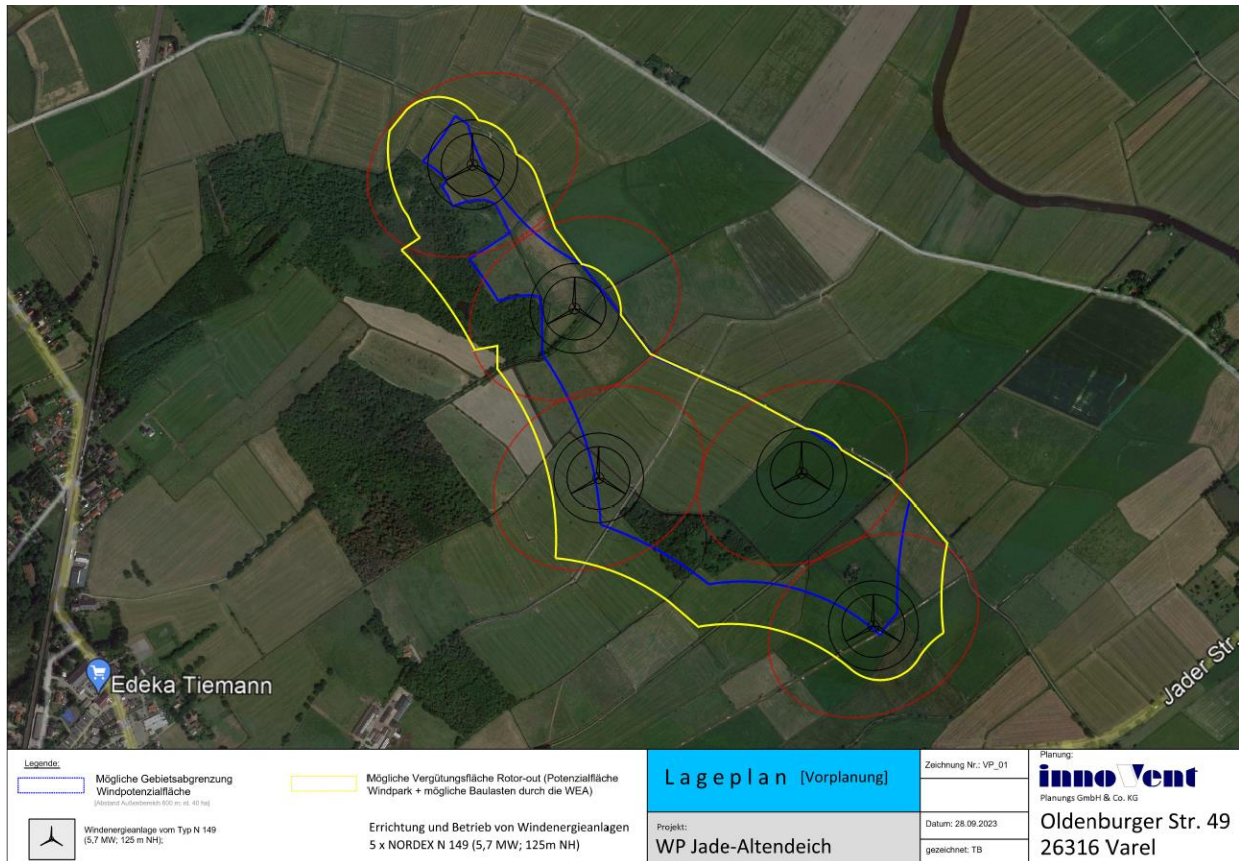 Edeka Tiemann
Jader Str.
Legende:
Mögliche Gebietsabgrenzung
Windpotenzialfläche
Mögliche Vergütungsfläche Rotor-out (Potenzialfläche
Windpark + mögliche Baulasten durch die WEA)
Windenergieanlage vom Typ N 149
(5,7 MW; 125 m NH);
Errichtung und Betrieb von Windenergieanlagen
5 x NORDEX N 149 (5,7 MW; 125m NH)
Lageplan [Vorplanung]
Projekt:
WP Jade-Altendeich
Zeichnung Nr.: VP_01
Datum: 28.09.2023
gezeichnet: TB
Planung:
innoVent
Planungs GmbH & Co. KG
Oldenburger Str. 49
26316 Varel